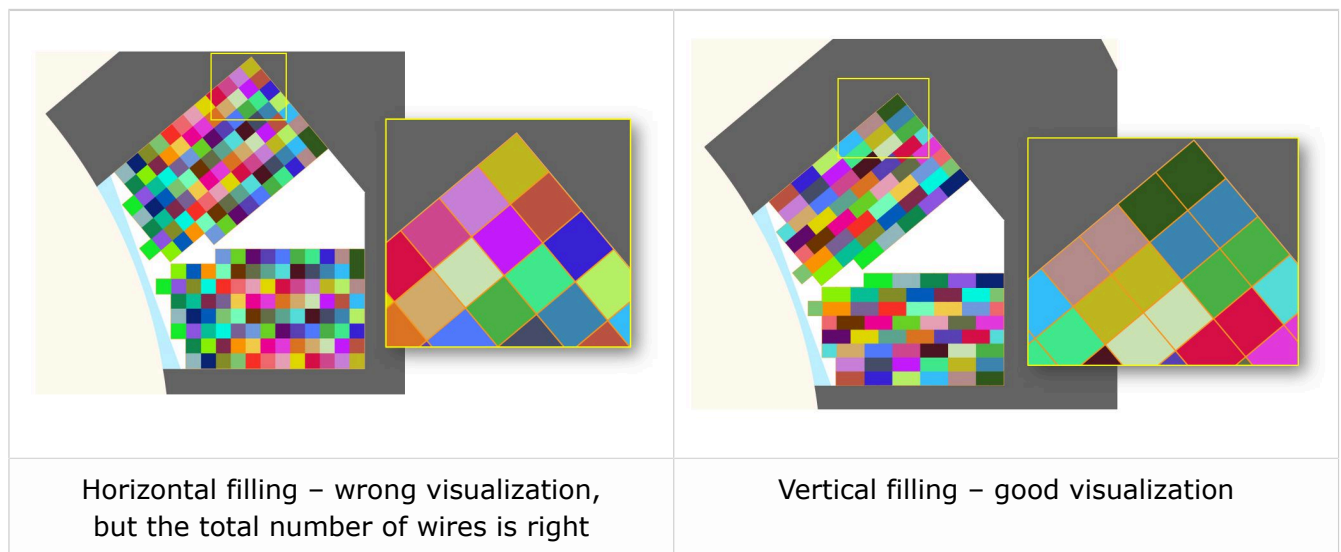 Horizontal filling – wrong visualization,
but the total number of wires is right
Vertical filling – good visualization